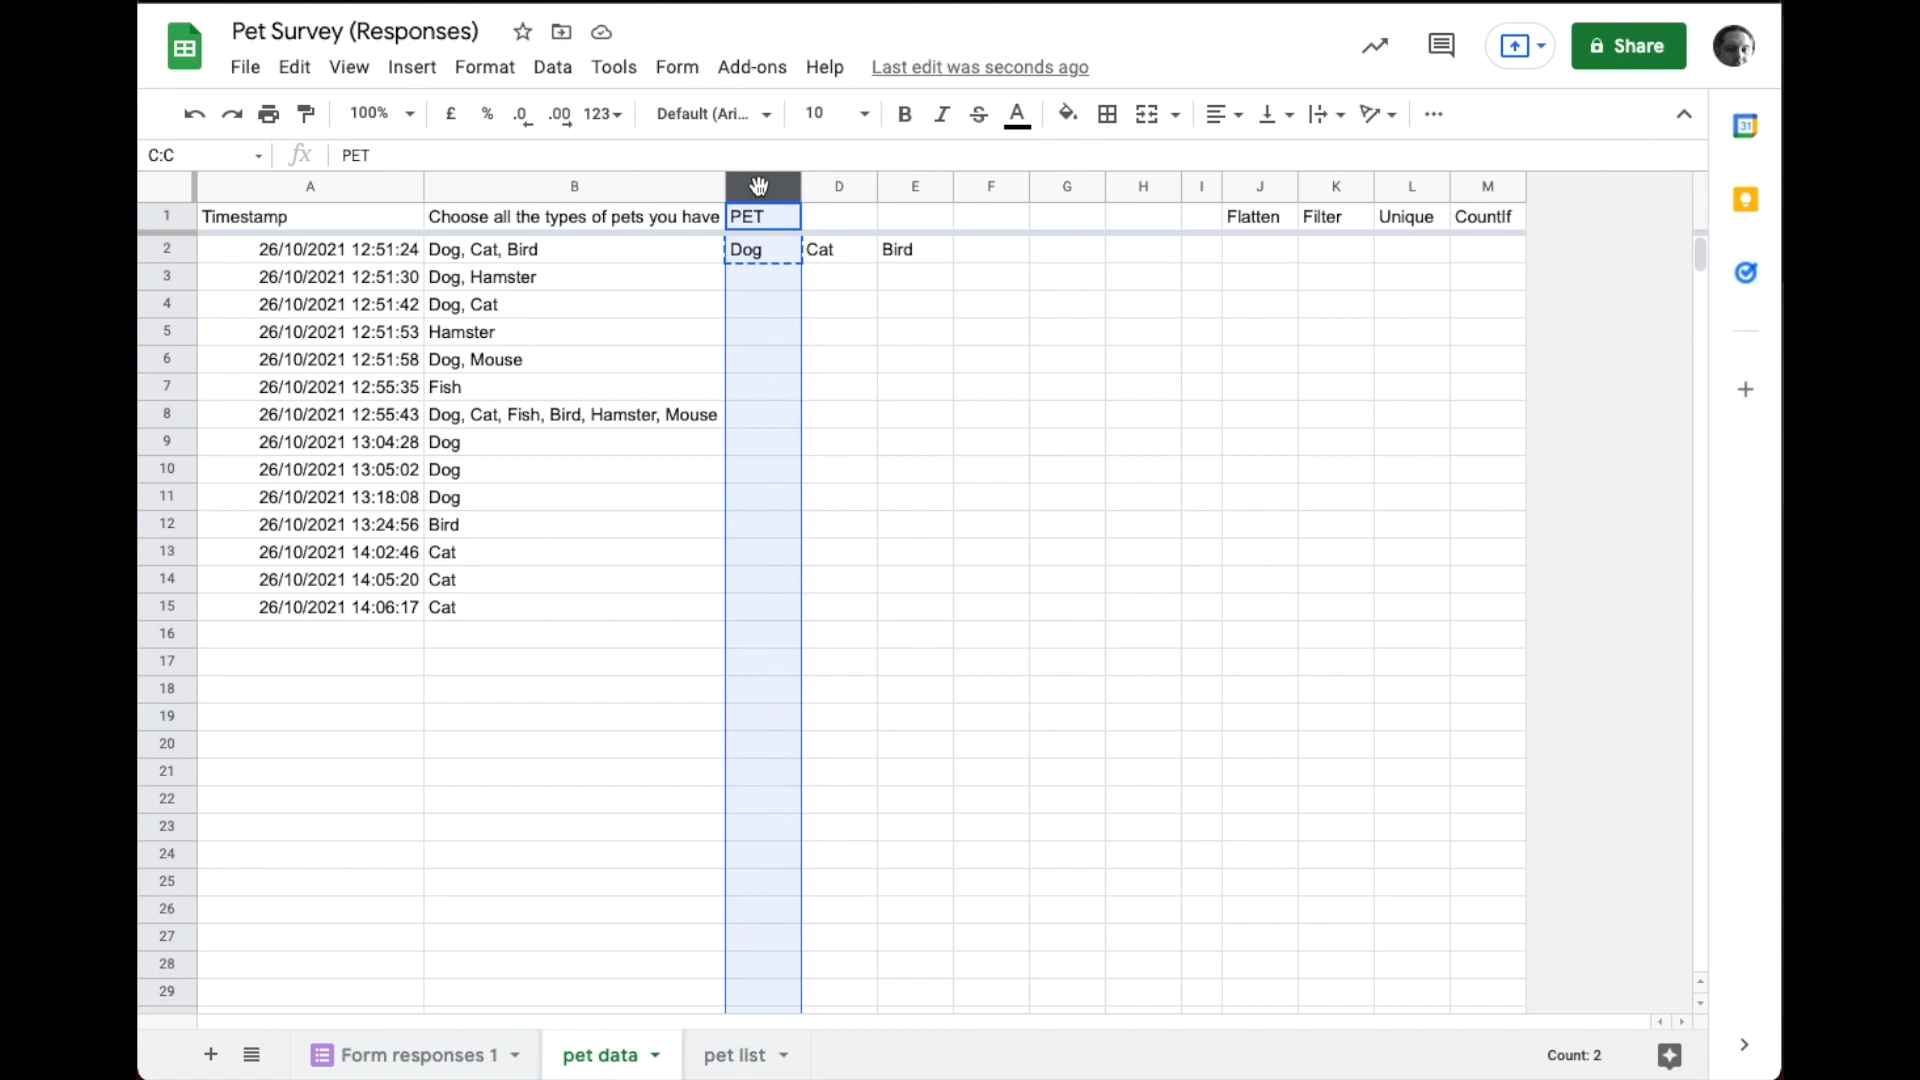 Pet Survey (Responses)
File Edit View Insert Format Data Tools Form Add-ons Help Last edit was seconds ago
Share
100% £ % .0 .00 123 Default (Ari... 10 B I S A
31
C:C fx PET
A B D E F G H I J K L M
1 Timestamp Choose all the types of pets you have PET Flatten Filter Unique CountIf
2 26/10/2021 12:51:24 Dog, Cat, Bird Dog Cat Bird
3 26/10/2021 12:51:30 Dog, Hamster
4 26/10/2021 12:51:42 Dog, Cat
5 26/10/2021 12:51:53 Hamster
6 26/10/2021 12:51:58 Dog, Mouse
7 26/10/2021 12:55:35 Fish
8 26/10/2021 12:55:43 Dog, Cat, Fish, Bird, Hamster, Mouse
9 26/10/2021 13:04:28 Dog
10 26/10/2021 13:05:02 Dog
11 26/10/2021 13:18:08 Dog
12 26/10/2021 13:24:56 Bird
13 26/10/2021 14:02:46 Cat
14 26/10/2021 14:05:20 Cat
15 26/10/2021 14:06:17 Cat
16
17
18
19
20
21
22
23
24
25
26
27
28
29
Form responses 1 pet data pet list Count: 2